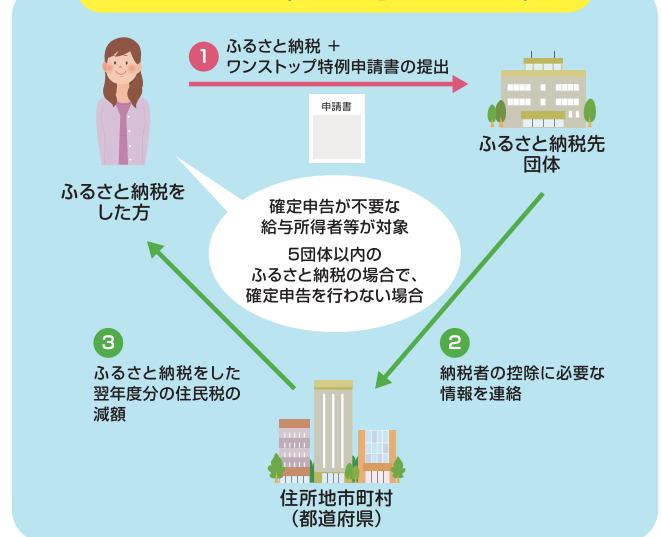 1
ふるさと納税 ＋
ワンストップ特例申請書の提出
申請書
ふるさと納税を
した方
ふるさと納税先
団体
確定申告が不要な
給与所得者等が対象
5団体以内の
ふるさと納税の場合で、
確定申告を行わない場合
3
ふるさと納税をした
翌年度分の住民税の
減額
2
納税者の控除に必要な
情報を連絡
住所地市町村
（都道府県）